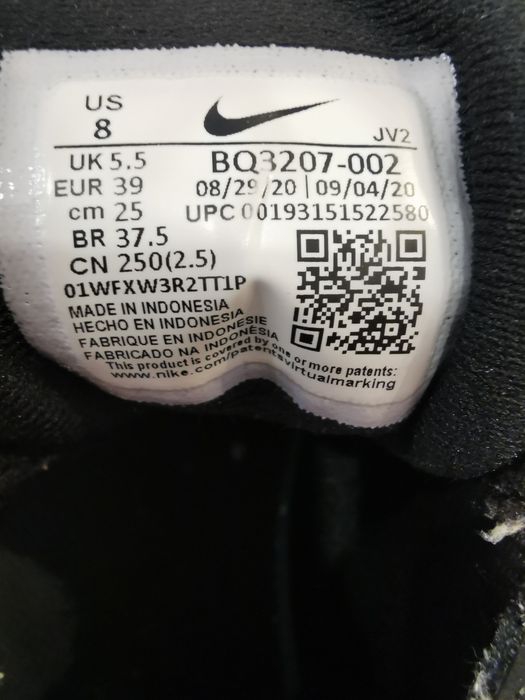 US
8
JV2
UK 5.5 BQ3207-002
EUR 39 08/29/20 | 09/04/20
cm 25 UPC 00193151522580
BR 37.5
CN 250(2.5)
01WFXW3R2TT1P
MADE IN INDONESIA
HECHO EN INDONESIA
FABRIQUE EN INDONESIE
FABRICADO NA INDONÉSIA
This product is covered by one or more patents:
www.nike.com/patentsvirtualmarking